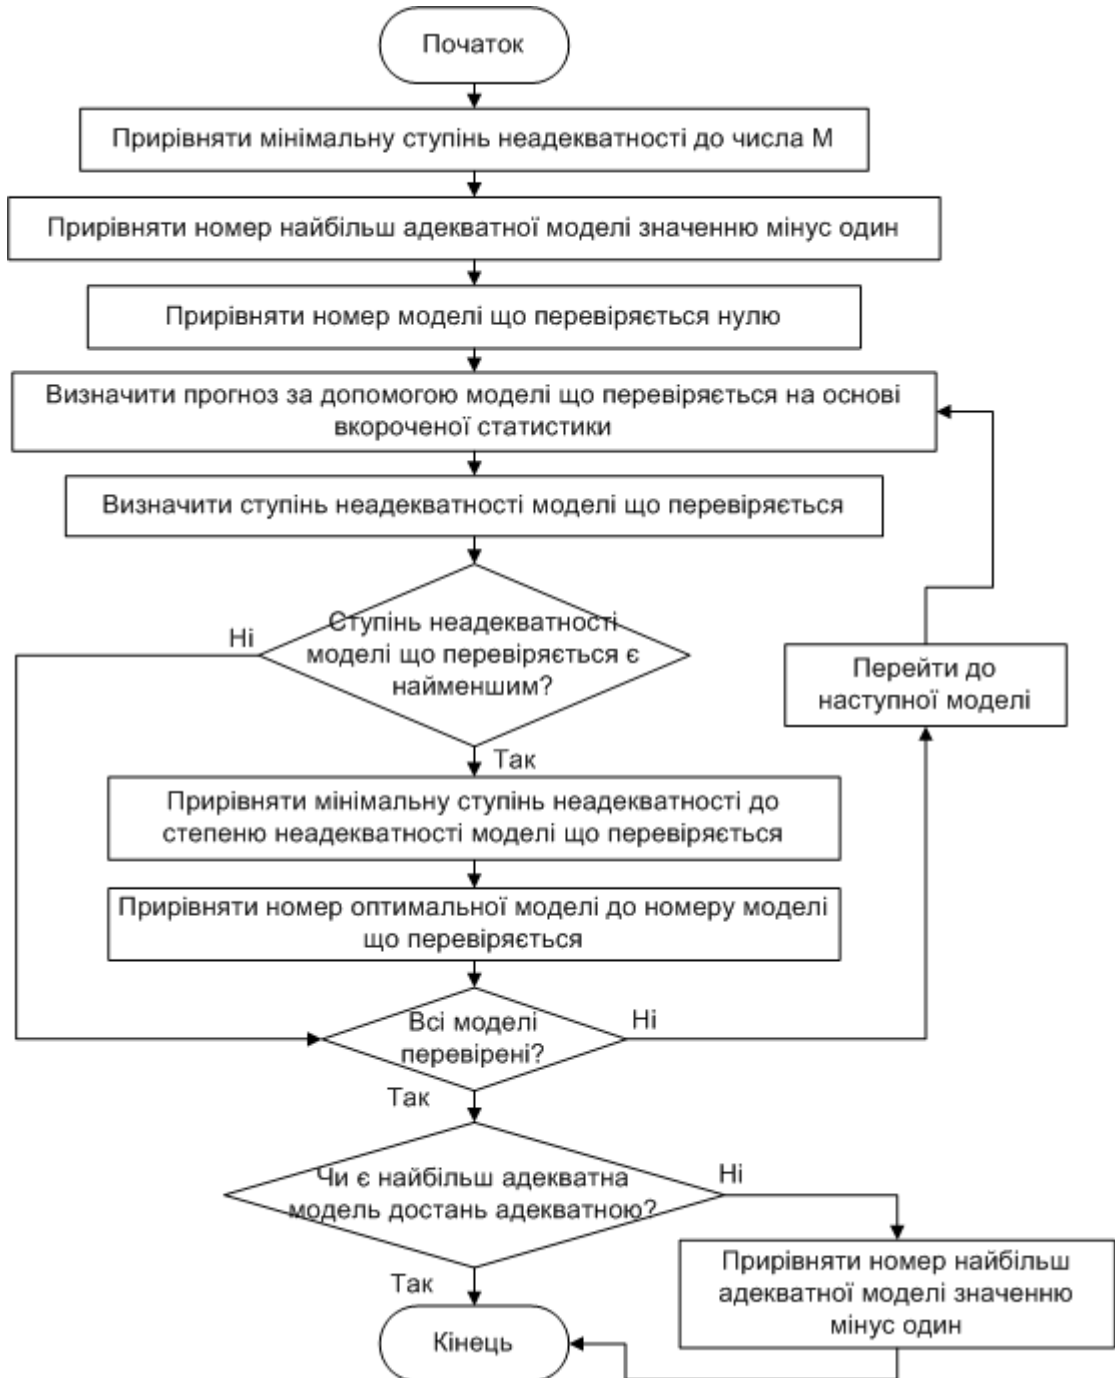 Початок
Прирівняти мінімальну ступінь неадекватності до числа М
Прирівняти номер найбільш адекватної моделі значенню мінус один
Прирівняти номер моделі що перевіряється нулю
Визначити прогноз за допомогою моделі що перевіряється на основі
вкороченої статистики
Визначити ступінь неадекватності моделі що перевіряється
Ступінь неадекватності
моделі що перевіряється є
найменшим?
Ні
Перейти до
наступної моделі
Так
Прирівняти мінімальну ступінь неадекватності до
степеню неадекватності моделі що перевіряється
Прирівняти номер оптимальної моделі до номеру моделі
що перевіряється
Всі моделі
перевірені?
Ні
Так
Чи є найбільш адекватна
модель достань адекватною?
Ні
Прирівняти номер найбільш
адекватної моделі значенню
мінус один
Так
Кінець